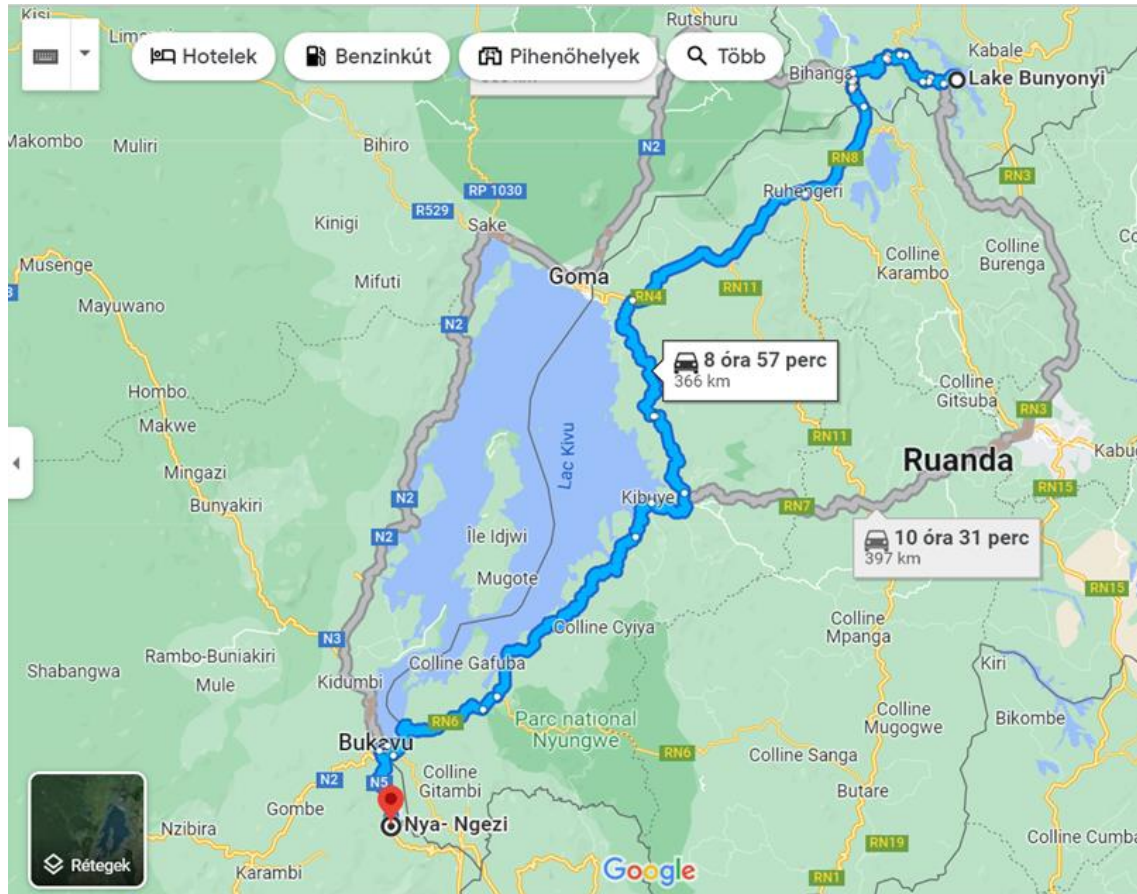 Kisi
Rutshuru
Lima
Hotelek
Benzinkút
Pihenőhelyek
Több
Kabale
Bihanga
Lake Bunyonyi
Makombo
Muliri
Bihiro
N2
RN8
RN3
RP 1030
Ruhengeri
R529
Kinigi
Sake
Colline
Karambo
Colline
Burenga
Musenge
Mifuti
Goma
RN11
RN4
Mayuwano
N2
8 óra 57 perc
366 km
Hombo
Colline
Gitsuba
Makwe
RN3
Lac Kivu
RN11
Ruanda
Mingazi
Kibuye
RN15
N2
Bunyakiri
RN7
N2
Île Idjwi
10 óra 31 perc
397 km
Mugote
RN15
Colline
Mpanga
Colline Cyiya
N3
Rambo-Buniakiri
Shabangwa
Colline Gafuba
Kiri
Mule
Kidumbi
Colline
Mugogwe
Bikombe
RN6
Parc national
Nyungwe
Bukavu
RN6
Colline Sanga
Colline
Gitambi
N2
N5
Butare
Gombe
Nya- Ngezi
Nzibira
Colline Cumba
RN19
Rétegek
Karambi
Google
RN1